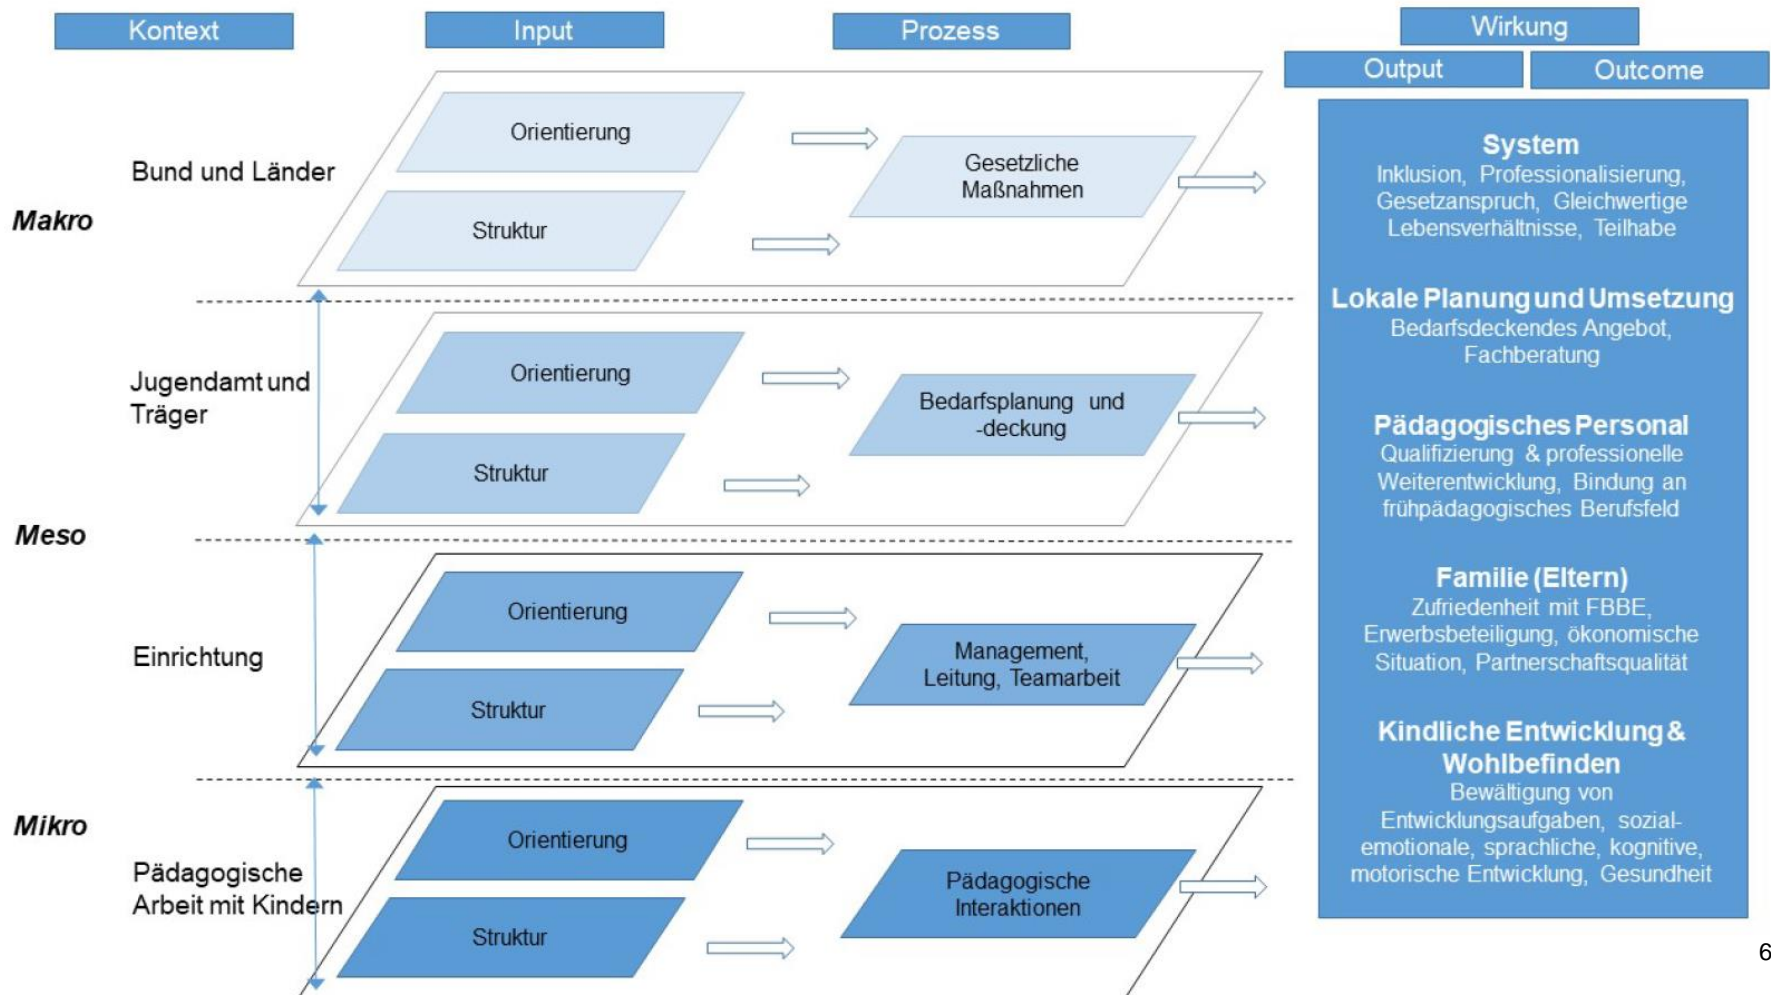 Kontext
Input
Prozess
Wirkung
Output
Outcome
Makro
Bund und Länder
Orientierung
Struktur
Gesetzliche
Maßnahmen
Jugendamt und
Träger
Orientierung
Struktur
Bedarfsplanung und
-deckung
Meso
Einrichtung
Orientierung
Struktur
Management,
Leitung, Teamarbeit
Mikro
Pädagogische
Arbeit mit Kindern
Orientierung
Struktur
Pädagogische
Interaktionen
System
Inklusion, Professionalisierung,
Gesetzanspruch, Gleichwertige
Lebensverhältnisse, Teilhabe
Lokale Planung und Umsetzung
Bedarfsdeckendes Angebot,
Fachberatung
Pädagogisches Personal
Qualifizierung & professionelle
Weiterentwicklung, Bindung an
frühpädagogisches Berufsfeld
Familie (Eltern)
Zufriedenheit mit FBBE,
Erwerbsbeteiligung, ökonomische
Situation, Partnerschaftsqualität
Kindliche Entwicklung &
Wohlbefinden
Bewältigung von
Entwicklungsaufgaben, sozial-
emotionale, sprachliche, kognitive,
motorische Entwicklung, Gesundheit
6